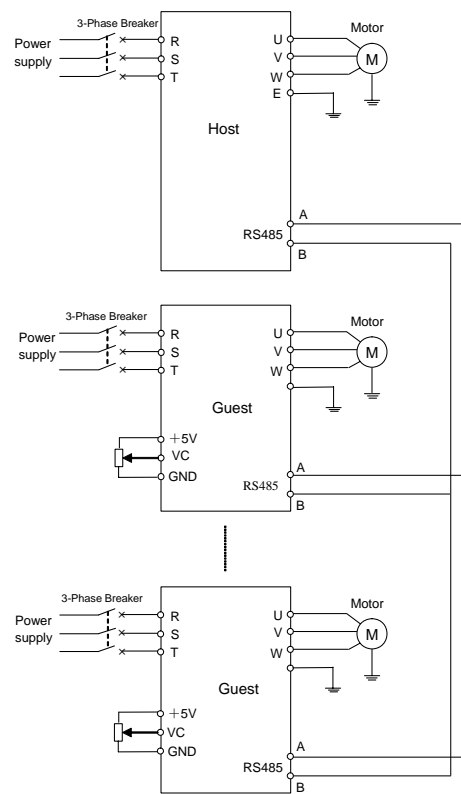 3-Phase Breaker
Power
supply
R
S
T
U
V
W
E
Motor
M
Host
A
RS485
B
3-Phase Breaker
Power
supply
R
S
T
U
V
W
Motor
M
Guest
+5V
VC
GND
A
RS485
B
3-Phase Breaker
Power
supply
R
S
T
U
V
W
Motor
M
Guest
+5V
VC
GND
A
RS485
B